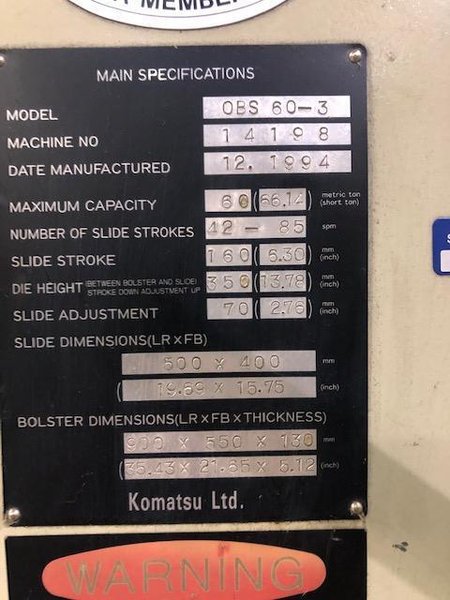 MEMBER
MAIN SPECIFICATIONS
MODEL OBS 60-3
MACHINE NO 14198
DATE MANUFACTURED 12. 1994
MAXIMUM CAPACITY 60 (66.14) metric ton (short ton)
NUMBER OF SLIDE STROKES 42 - 85 spm
SLIDE STROKE 160 (6.30) mm (inch)
DIE HEIGHT (BETWEEN BOLSTER AND SLIDE) STROKE DOWN ADJUSTMENT UP 350 (13.78) mm (inch)
SLIDE ADJUSTMENT 70 (2.76) mm (inch)
SLIDE DIMENSIONS(LR×FB)
500 × 400 mm
(19.69 × 15.75 (inch)
BOLSTER DIMENSIONS(LR×FB×THICKNESS)
900 × 550 × 130 mm
(35.43 × 21.65 × 5.12 (inch)
Komatsu Ltd.
WARNING